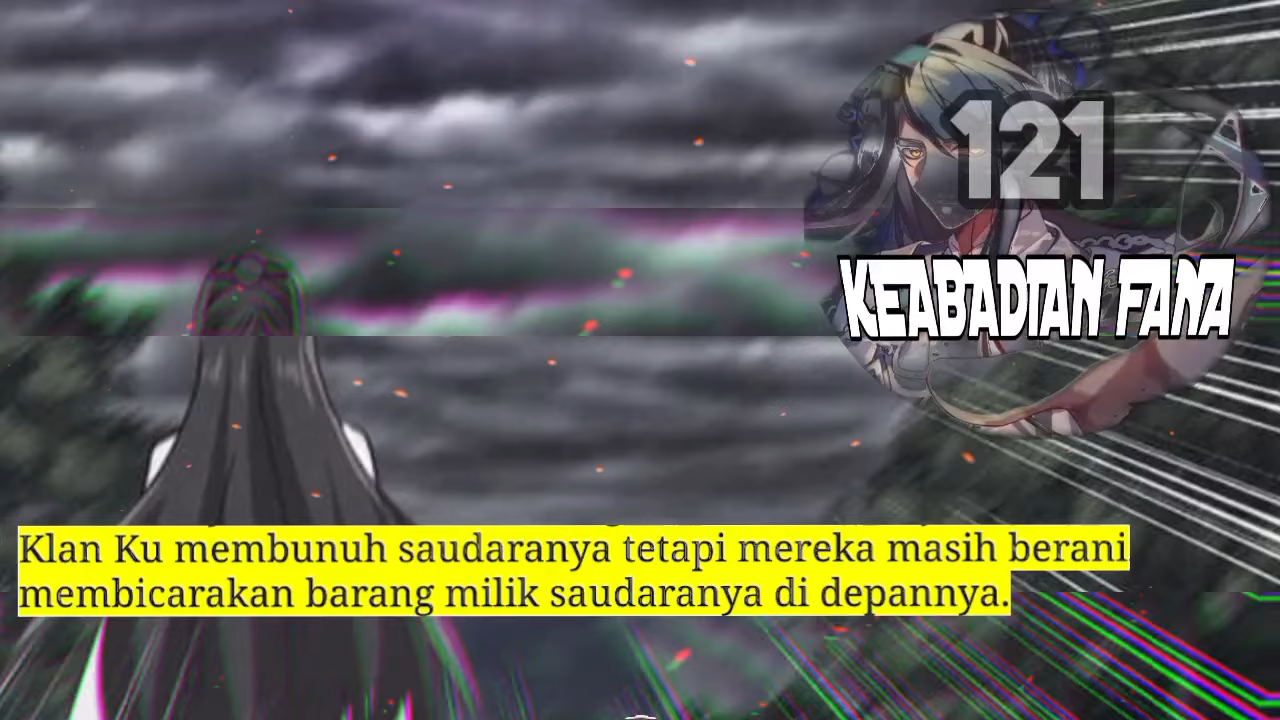 121
KEABADIAN FANA
Klan Ku membunuh saudaranya tetapi mereka masih berani
membicarakan barang milik saudaranya di depannya.